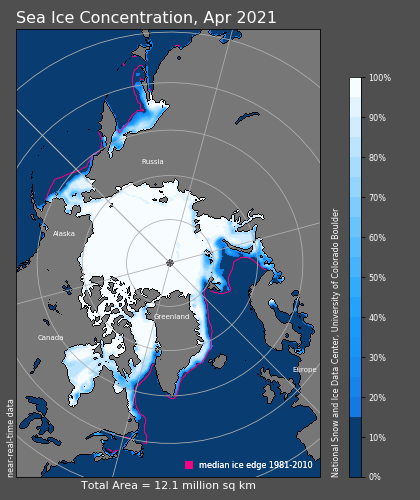 Sea Ice Concentration, Apr 2021
Russia
Alaska
Greenland
Canada
Europe
median ice edge 1981-2010
near-real-time data
Total Area = 12.1 million sq km
National Snow and Ice Data Center, University of Colorado Boulder
100%
90%
80%
70%
60%
50%
40%
30%
20%
10%
0%